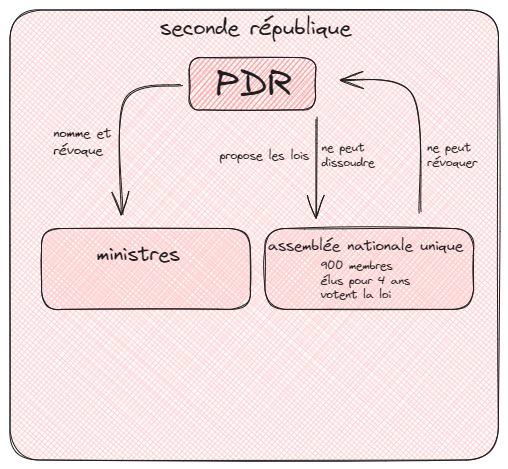 seconde république
PDR
nomme et
révoque
propose les lois
ne peut
dissoudre
ne peut
révoquer
ministres
assemblée nationale unique
900 membres
élus pour 4 ans
votent la loi